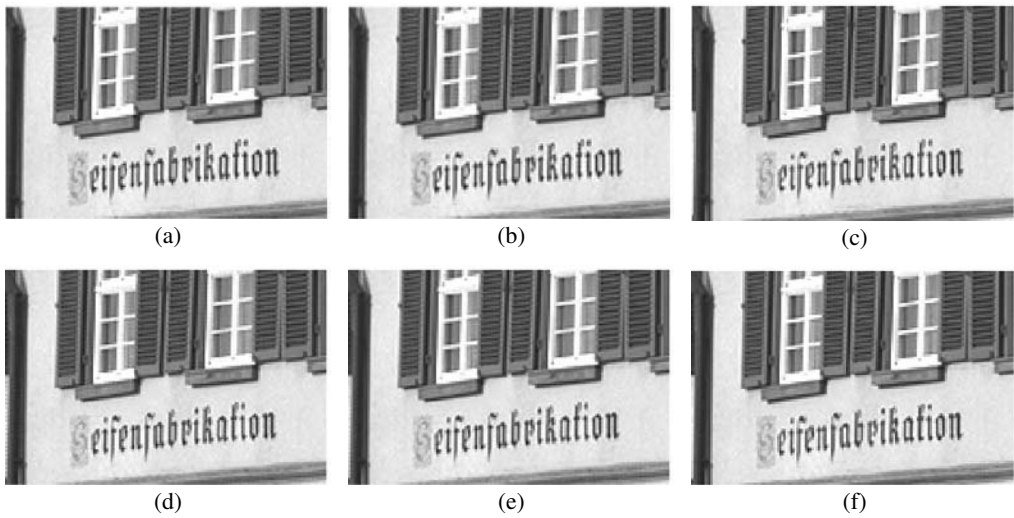 Seifenfabrikation
Seifenfabrikation
Seifenfabrikation
(a)
(b)
(c)
Seifenfabrikation
Seifenfabrikation
Seifenfabrikation
(d)
(e)
(f)